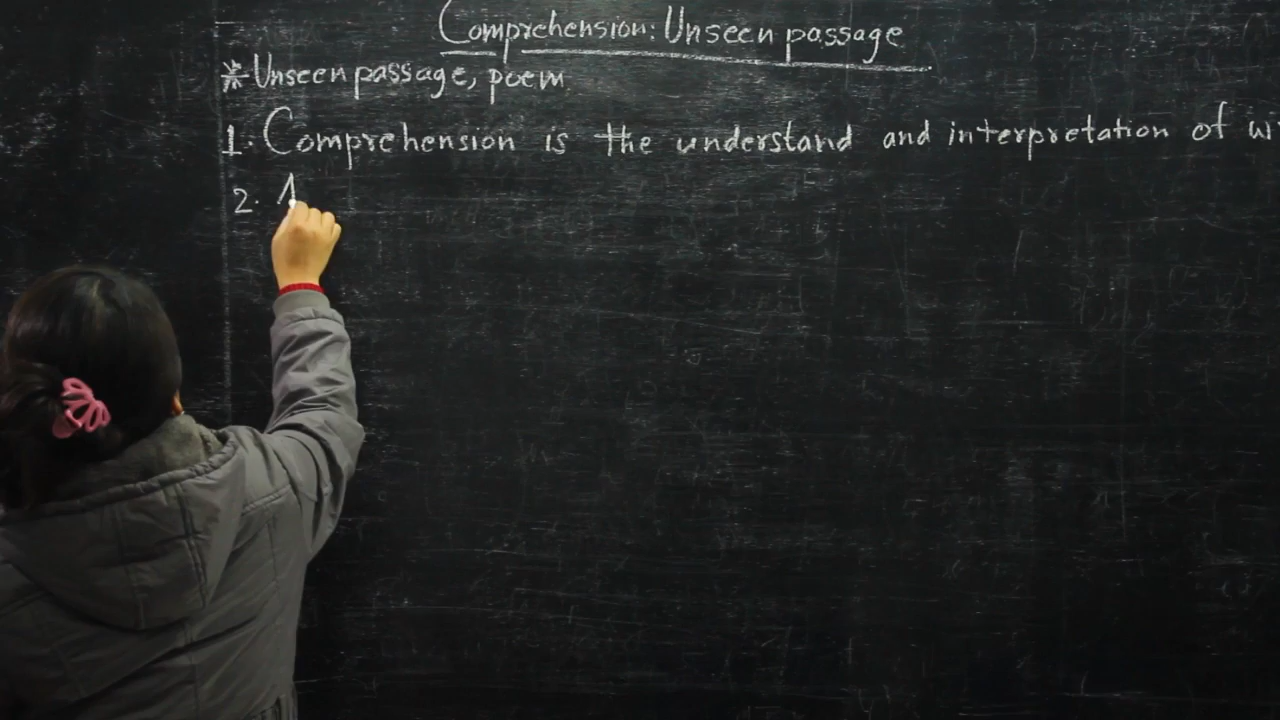 Comprehension: Unseen passage
* Unseen passage, poem
1. Comprehension is the understand and interpretation of
2.